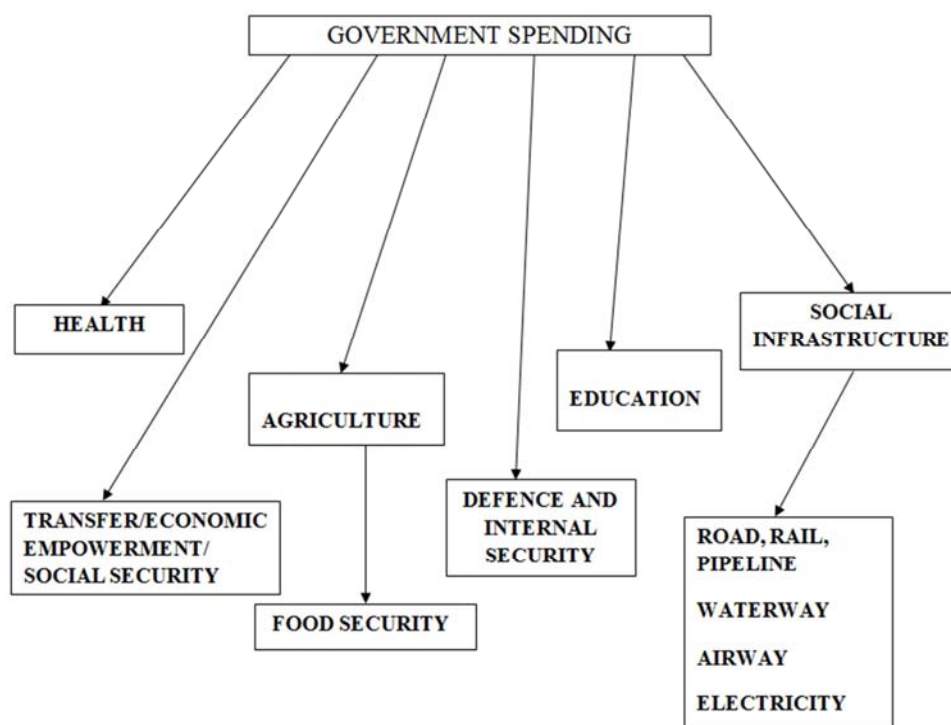 GOVERNMENT SPENDING
HEALTH
SOCIAL
INFRASTRUCTURE
EDUCATION
AGRICULTURE
DEFENCE AND
INTERNAL
SECURITY
TRANSFER/ECONOMIC
EMPOWERMENT/
SOCIAL SECURITY
ROAD, RAIL,
PIPELINE
WATERWAY
AIRWAY
ELECTRICITY
FOOD SECURITY